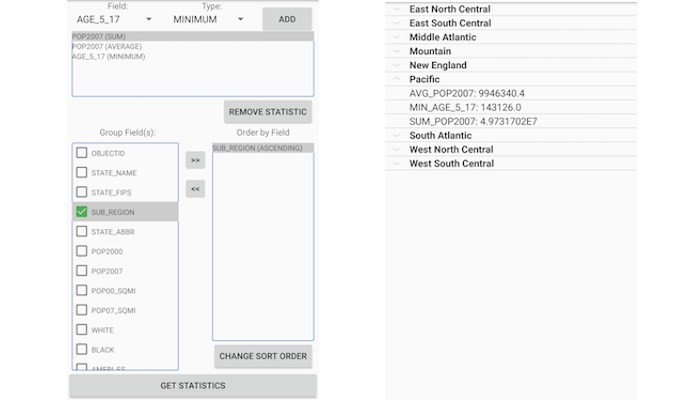 Field: Type:
AGE_5_17 MINIMUM ADD
POP2007 (SUM)
POP2007 (AVERAGE)
AGE_5_17 (MINIMUM)
REMOVE STATISTIC
Group Field(s): Order by Field
OBJECTID
STATE_NAME
STATE_FIPS
SUB_REGION
STATE_ABBR
POP2000
POP2007
POP00_SQMI
POP07_SQMI
WHITE
BLACK
AMERI_ES
>>
<<
SUB_REGION (ASCENDING)
CHANGE SORT ORDER
GET STATISTICS
East North Central
East South Central
Middle Atlantic
Mountain
New England
Pacific
AVG_POP2007: 9946340.4
MIN_AGE_5_17: 143126.0
SUM_POP2007: 4.9731702E7
South Atlantic
West North Central
West South Central